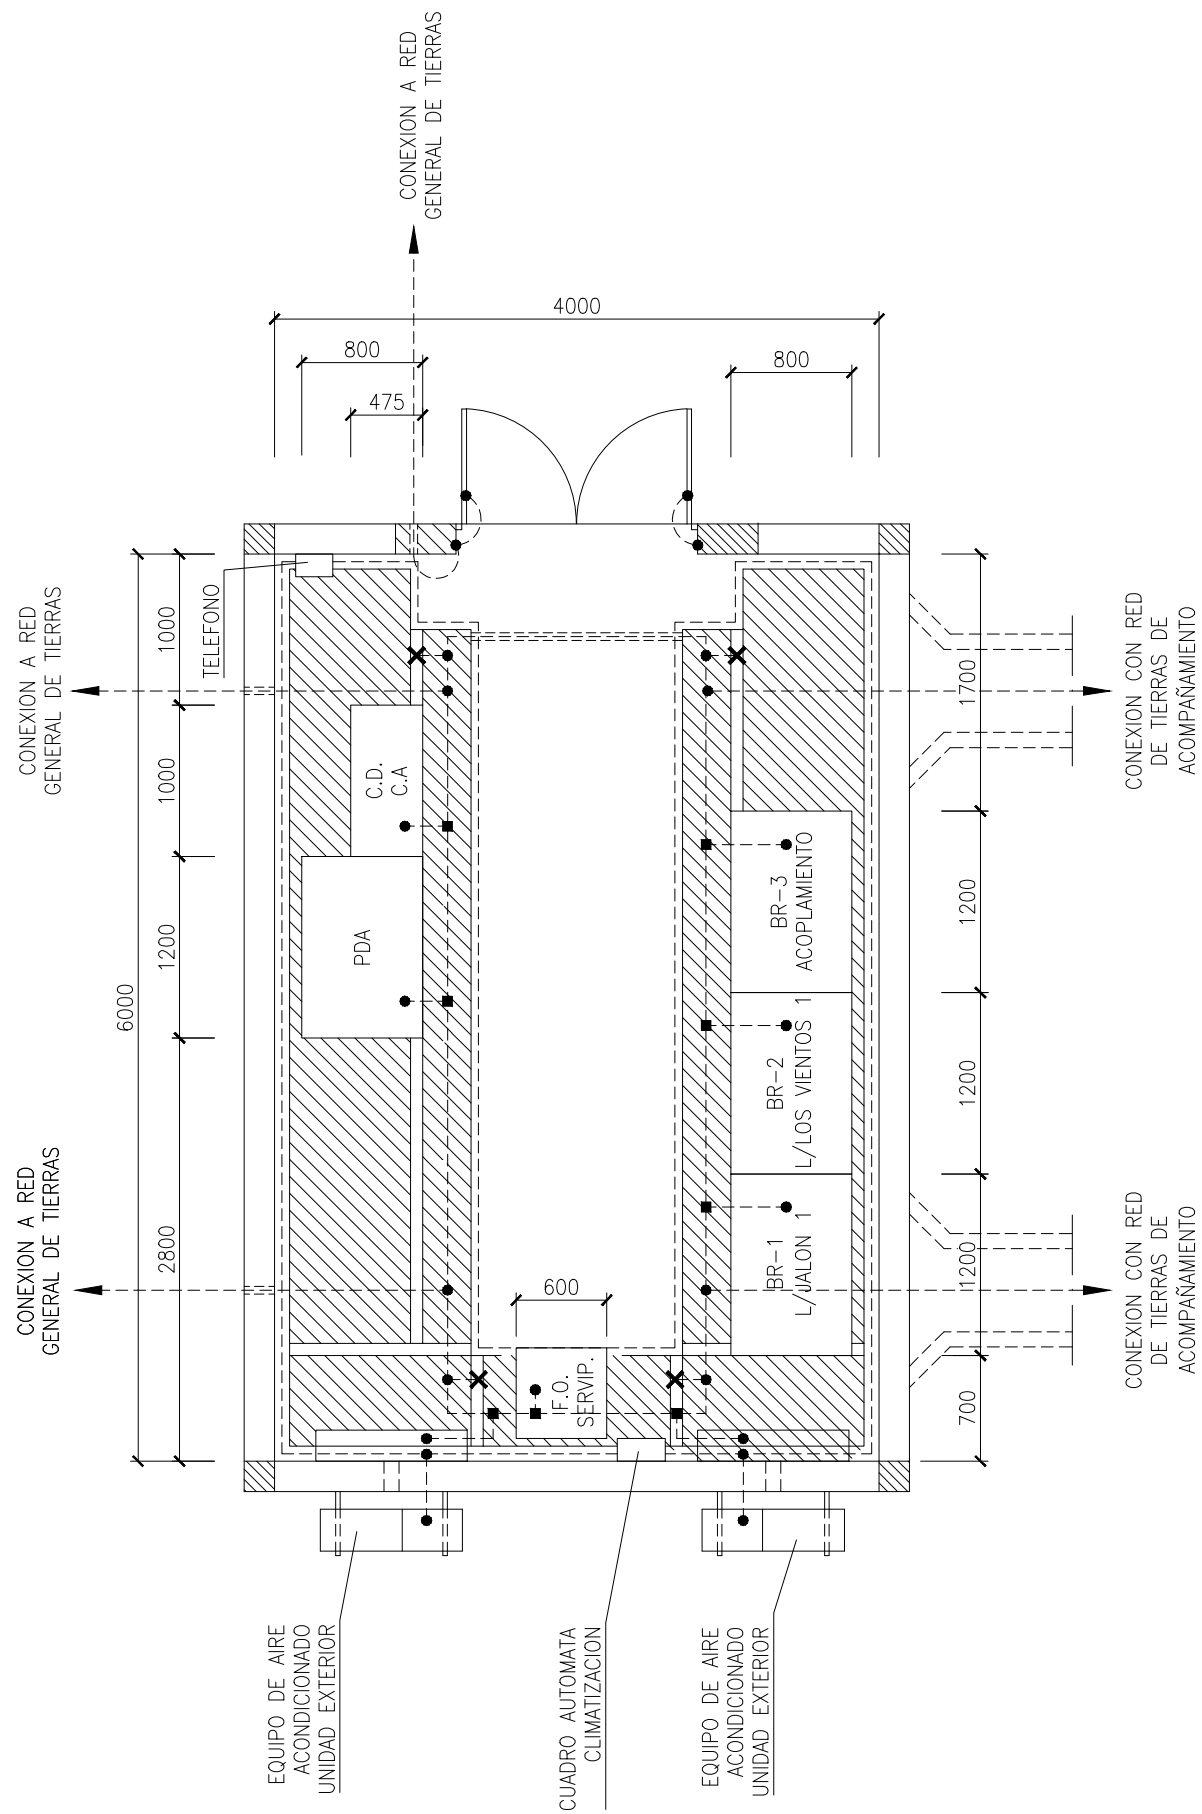 CONEXION A RED
GENERAL DE TIERRAS
4000
800
475
800
CONEXION A RED
GENERAL DE TIERRAS
TELEFONO
1000
1000
1200
2800
6000
C.D.
C.A
PDA
CONEXION A RED
GENERAL DE TIERRAS
1700
1200
1200
1200
700
BR-3
ACOPLAMIENTO
BR-2
L/LOS VIENTOS 1
BR-1
L/JALON 1
600
F.O.
SERVIP.
CONEXION CON RED
DE TIERRAS DE
ACOMPAÑAMIENTO
CONEXION CON RED
DE TIERRAS DE
ACOMPAÑAMIENTO
EQUIPO DE AIRE
ACONDICIONADO
UNIDAD EXTERIOR
CUADRO AUTOMATA
CLIMATIZACION
EQUIPO DE AIRE
ACONDICIONADO
UNIDAD EXTERIOR